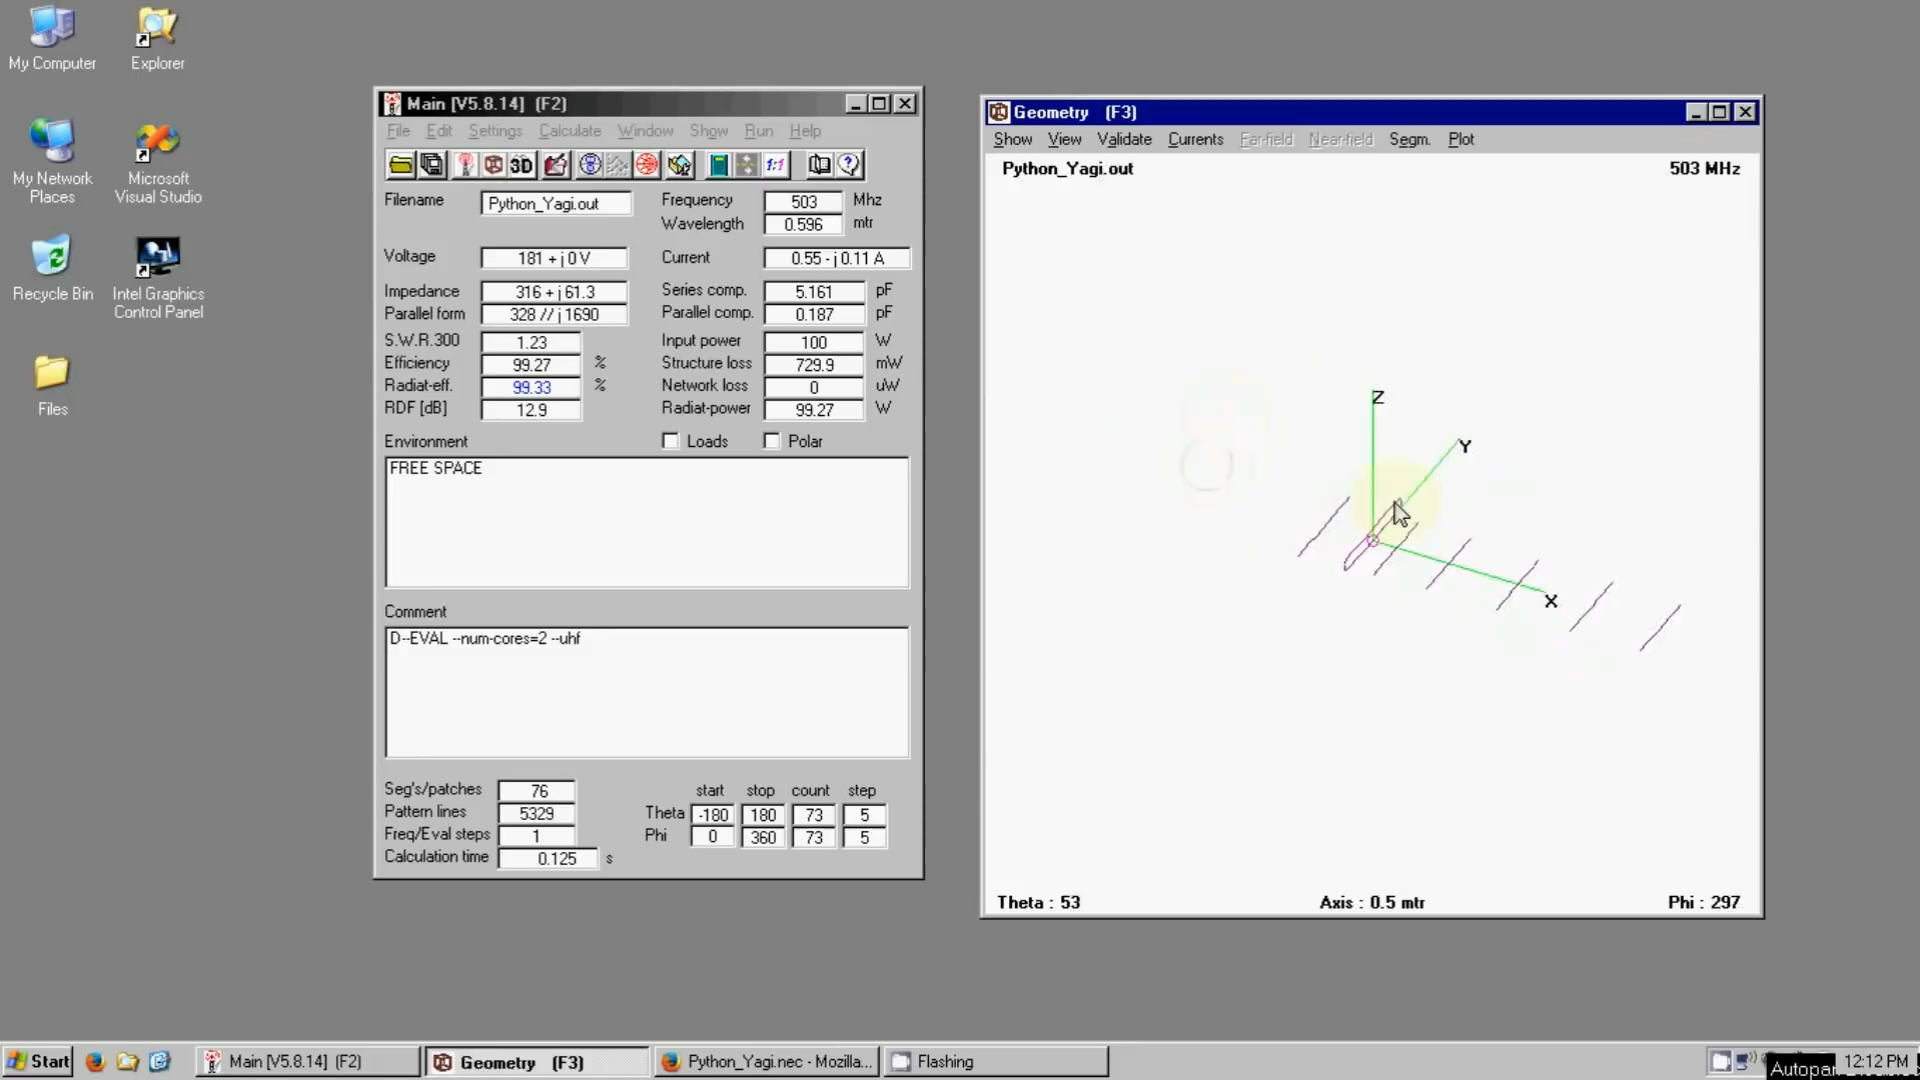 My Computer
Explorer
My Network Places
Microsoft Visual Studio
Recycle Bin
Intel Graphics Control Panel
Files
Main [V5.8.14] (F2)
File Edit Settings Calculate Window Show Run Help
3D 1:1
Filename Python_Yagi.out Frequency 503 Mhz
Wavelength 0.596 mtr
Voltage 181 + j 0 V Current 0.55 - j 0.11 A
Impedance 316 + j 61.3 Series comp. 5.161 pF
Parallel form 328 // j 1690 Parallel comp. 0.187 pF
S.W.R.300 1.23 Input power 100 W
Efficiency 99.27 % Structure loss 729.9 mW
Radiat-eff. 99.33 % Network loss 0 uW
RDF [dB] 12.9 Radiat-power 99.27 W
Environment Loads Polar
FREE SPACE
Comment
D--EVAL --num-cores=2 --uhf
Seg's/patches 76 start stop count step
Pattern lines 5329 Theta -180 180 73 5
Freq/Eval steps 1 Phi 0 360 73 5
Calculation time 0.125 s
Geometry (F3)
Show View Validate Currents Far-field Near-field Segm. Plot
Python_Yagi.out 503 MHz
Z
Y
X
Theta : 53 Axis : 0.5 mtr Phi : 297
Start Main [V5.8.14] (F2) Geometry (F3) Python_Yagi.nec - Mozilla... Flashing 12:12 PM